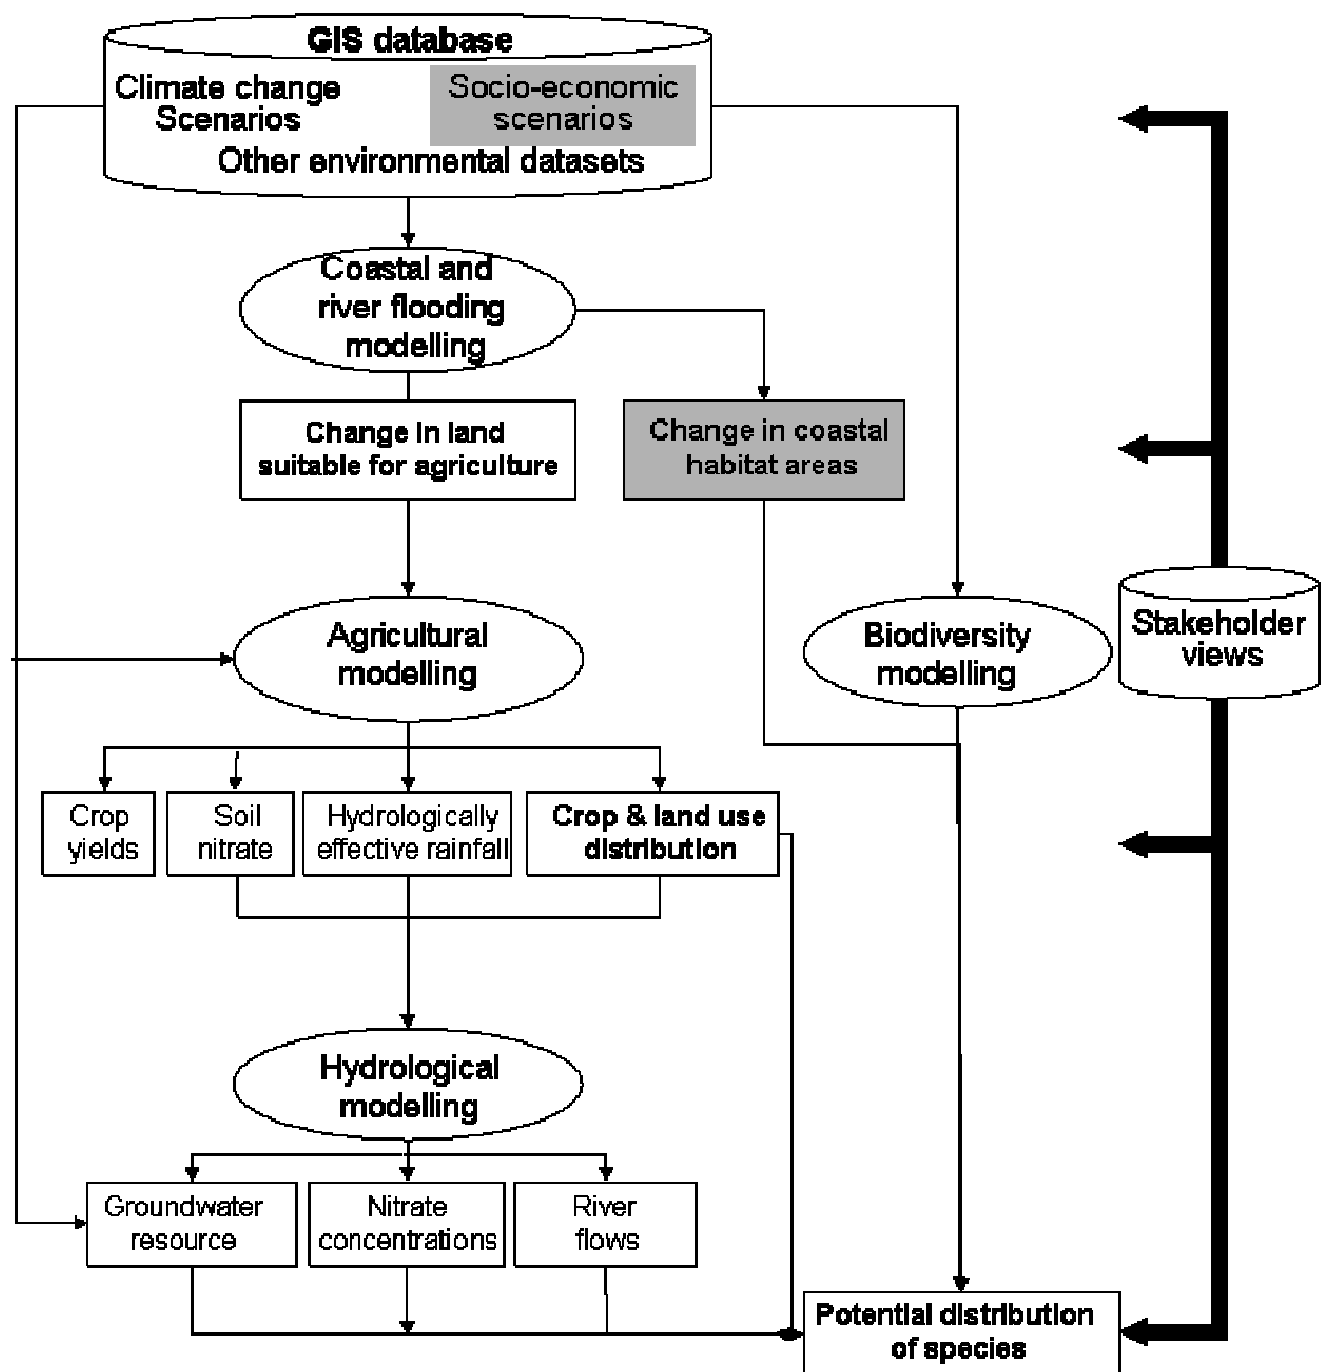 GIS database
Climate change
Scenarios
Socio-economic
scenarios
Other environmental datasets
Coastal and
river flooding
modelling
Change in land
suitable for agriculture
Change in coastal
habitat areas
Agricultural
modelling
Biodiversity
modelling
Stakeholder
views
Crop
yields
Soil
nitrate
Hydrologically
effective rainfall
Crop & land use
distribution
Hydrological
modelling
Groundwater
resource
Nitrate
concentrations
River
flows
Potential distribution
of species